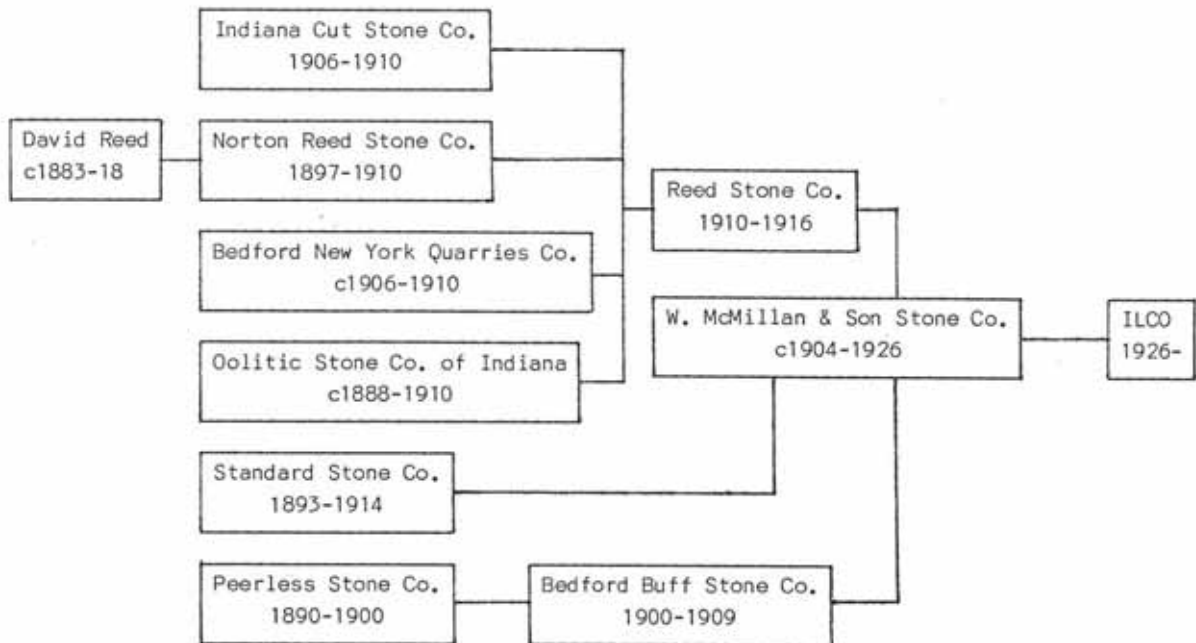 Indiana Cut Stone Co.
1906-1910
David Reed
c1883-18
Norton Reed Stone Co.
1897-1910
Reed Stone Co.
1910-1916
Bedford New York Quarries Co.
c1906-1910
W. McMillan & Son Stone Co.
c1904-1926
ILCO
1926-
Oolitic Stone Co. of Indiana
c1888-1910
Standard Stone Co.
1893-1914
Peerless Stone Co.
1890-1900
Bedford Buff Stone Co.
1900-1909